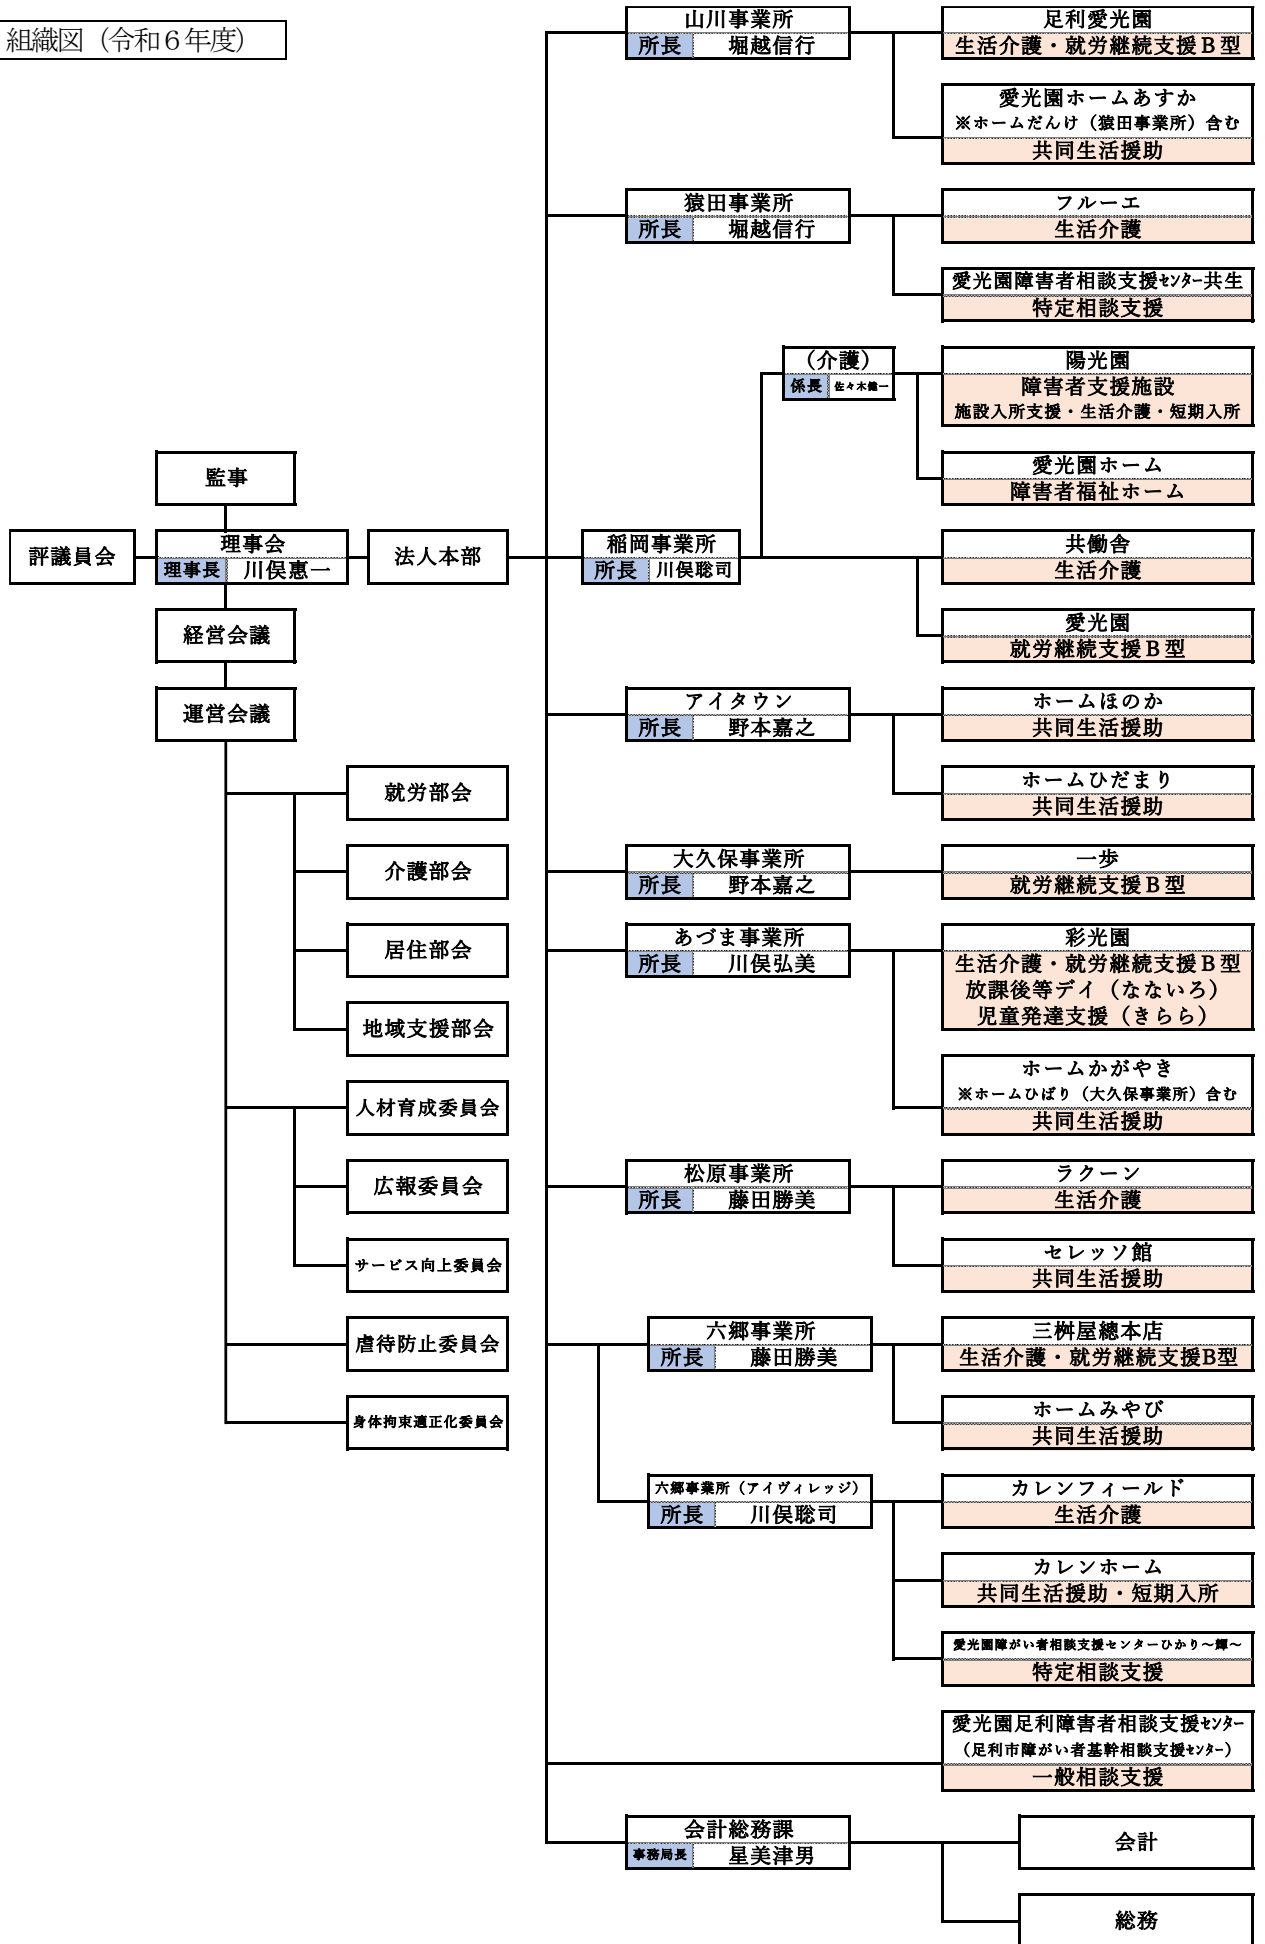 組織図（令和６年度）
山川事業所
所長 堀越信行
足利愛光園
生活介護・就労継続支援Ｂ型
愛光園ホームあすか
※ホームだんけ（猿田事業所）含む
共同生活援助
猿田事業所
所長 堀越信行
フルーエ
生活介護
愛光園障害者相談支援ｾﾝﾀｰ共生
特定相談支援
（介護）
係長 佐々木健一
陽光園
障害者支援施設
施設入所支援・生活介護・短期入所
愛光園ホーム
障害者福祉ホーム
監事
評議員会
理事会
理事長 川俣惠一
法人本部
稲岡事業所
所長 川俣聡司
共働舎
生活介護
経営会議
愛光園
就労継続支援Ｂ型
運営会議
アイタウン
所長 野本嘉之
ホームほのか
共同生活援助
ホームひだまり
共同生活援助
就労部会
介護部会
居住部会
地域支援部会
人材育成委員会
広報委員会
サービス向上委員会
虐待防止委員会
身体拘束適正化委員会
大久保事業所
所長 野本嘉之
一歩
就労継続支援Ｂ型
あづま事業所
所長 川俣弘美
彩光園
生活介護・就労継続支援Ｂ型
放課後等デイ（なないろ）
児童発達支援（きらら）
ホームかがやき
※ホームひばり（大久保事業所）含む
共同生活援助
松原事業所
所長 藤田勝美
ラクーン
生活介護
セレッソ館
共同生活援助
六郷事業所
所長 藤田勝美
三桝屋總本店
生活介護・就労継続支援B型
ホームみやび
共同生活援助
六郷事業所（アイヴィレッジ）
所長 川俣聡司
カレンフィールド
生活介護
カレンホーム
共同生活援助・短期入所
愛光園障がい者相談支援センターひかり～輝～
特定相談支援
愛光園足利障害者相談支援ｾﾝﾀｰ
（足利市障がい者基幹相談支援ｾﾝﾀｰ）
一般相談支援
会計総務課
事務局長 星美津男
会計
総務